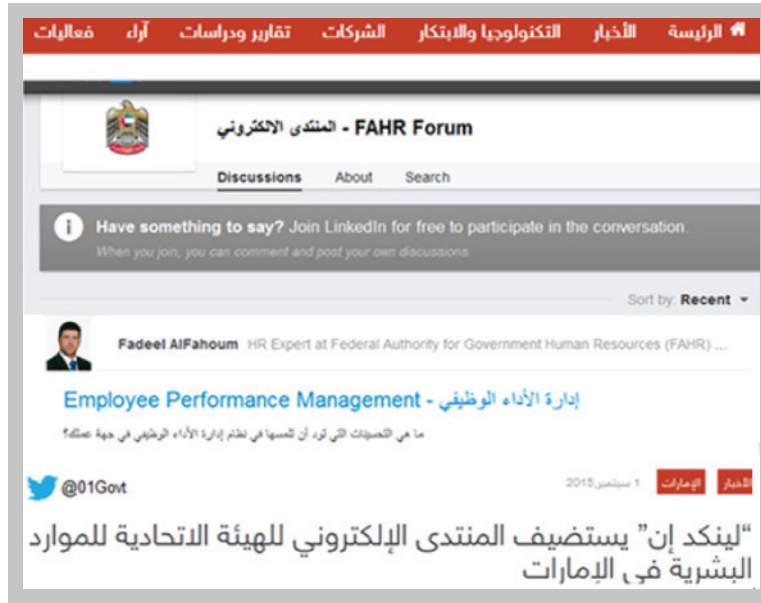 الرئيسة الأخبار التكنولوجيا والابتكار الشركات تقارير ودراسات آراء فعاليات
FAHR Forum - المنتدى الالكتروني
Discussions About Search
Have something to say? Join LinkedIn for free to participate in the conversation.
When you join, you can comment and post your own discussions.
Sort by: Recent
Fadeel AlFahoum HR Expert at Federal Authority for Government Human Resources (FAHR) ...
Employee Performance Management - إدارة الأداء الوظيفي
ما هي التحسينات التي تود أن تلمسها في نظام إدارة الأداء الوظيفي في جهة عملك؟
الأخبار الإمارات 1 سبتمبر,2015
@01Govt
“لينكد إن” يستضيف المنتدى الإلكتروني للهيئة الاتحادية للموارد
البشرية في الإمارات